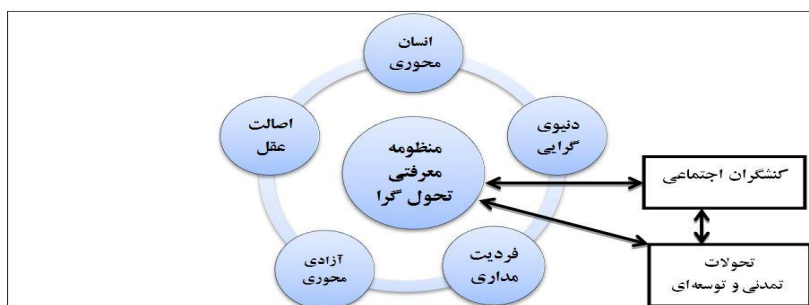 انسان
محوری
دنیوی
گرایی
اصالت
عقل
منظومه
معرفتی
تحول گرا
کنشگران اجتماعی
فردیت
مداری
آزادی
محوری
تحولات
تمدنی و توسعه‌ای